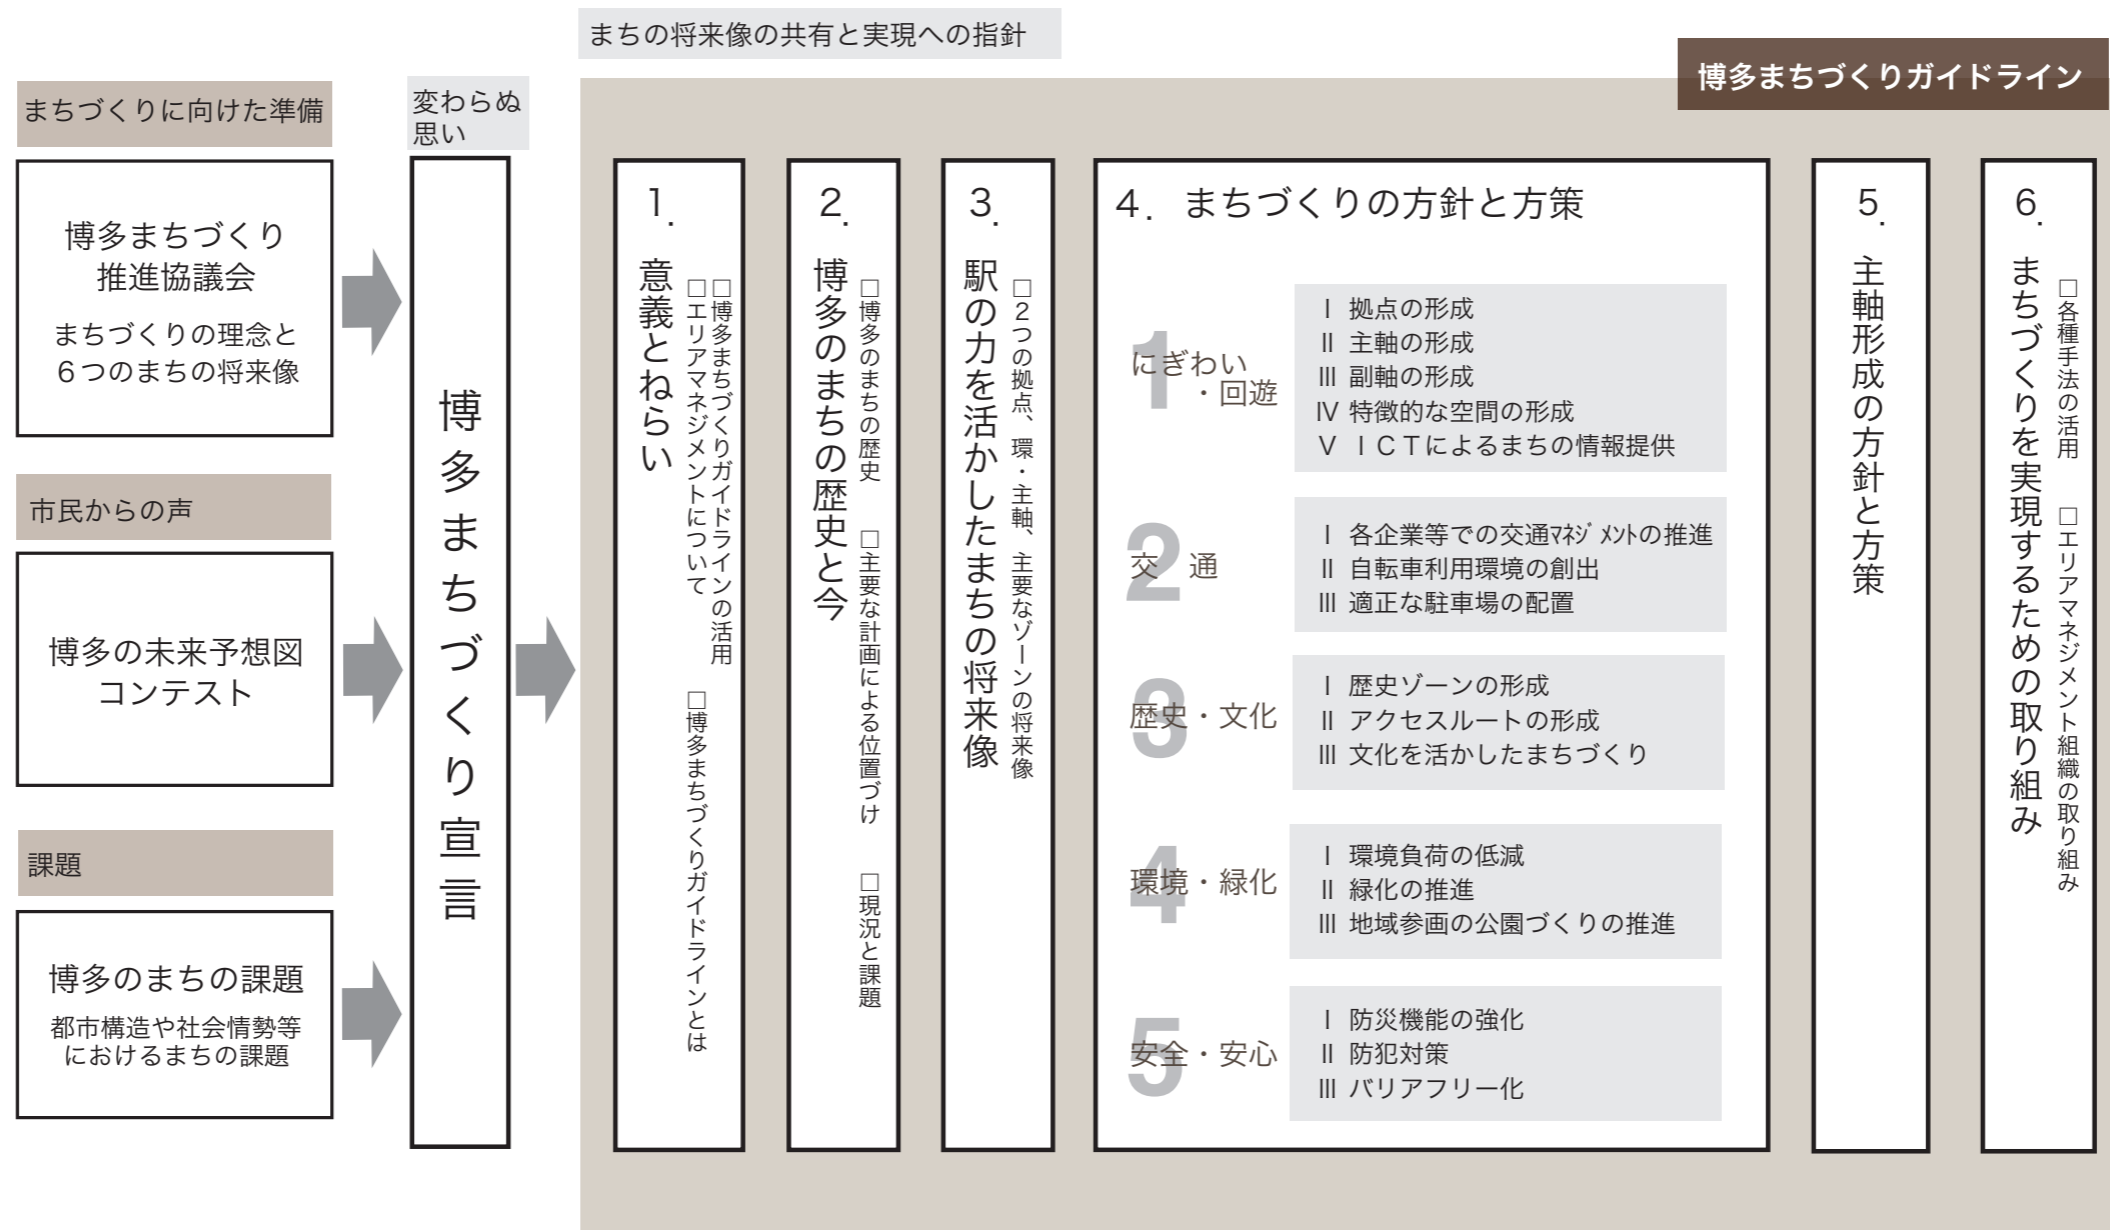 まちの将来像の共有と実現への指針
博多まちづくりガイドライン
まちづくりに向けた準備
博多まちづくり
推進協議会
まちづくりの理念と
６つのまちの将来像
市民からの声
博多の未来予想図
コンテスト
課題
博多のまちの課題
都市構造や社会情勢等
におけるまちの課題
変わらぬ
思い
博多まちづくり宣言
1. 意義とねらい
□博多まちづくりガイドラインの活用
□エリアマネジメントについて　□博多まちづくりガイドラインとは
2. 博多のまちの歴史と今
□博多のまちの歴史　□主要な計画による位置づけ　□現況と課題
3. 駅の力を活かしたまちの将来像
□２つの拠点、環・主軸、主要なゾーンの将来像
4. まちづくりの方針と方策
1
にぎわい
・回遊
Ⅰ 拠点の形成
Ⅱ 主軸の形成
Ⅲ 副軸の形成
Ⅳ 特徴的な空間の形成
Ⅴ ＩＣＴによるまちの情報提供
2
交 通
Ⅰ 各企業等での交通ﾏﾈｼﾞﾒﾝﾄの推進
Ⅱ 自転車利用環境の創出
Ⅲ 適正な駐車場の配置
3
歴史・文化
Ⅰ 歴史ゾーンの形成
Ⅱ アクセスルートの形成
Ⅲ 文化を活かしたまちづくり
4
環境・緑化
Ⅰ 環境負荷の低減
Ⅱ 緑化の推進
Ⅲ 地域参画の公園づくりの推進
5
安全・安心
Ⅰ 防災機能の強化
Ⅱ 防犯対策
Ⅲ バリアフリー化
5. 主軸形成の方針と方策
6. まちづくりを実現するための取り組み
□各種手法の活用　□エリアマネジメント組織の取り組み